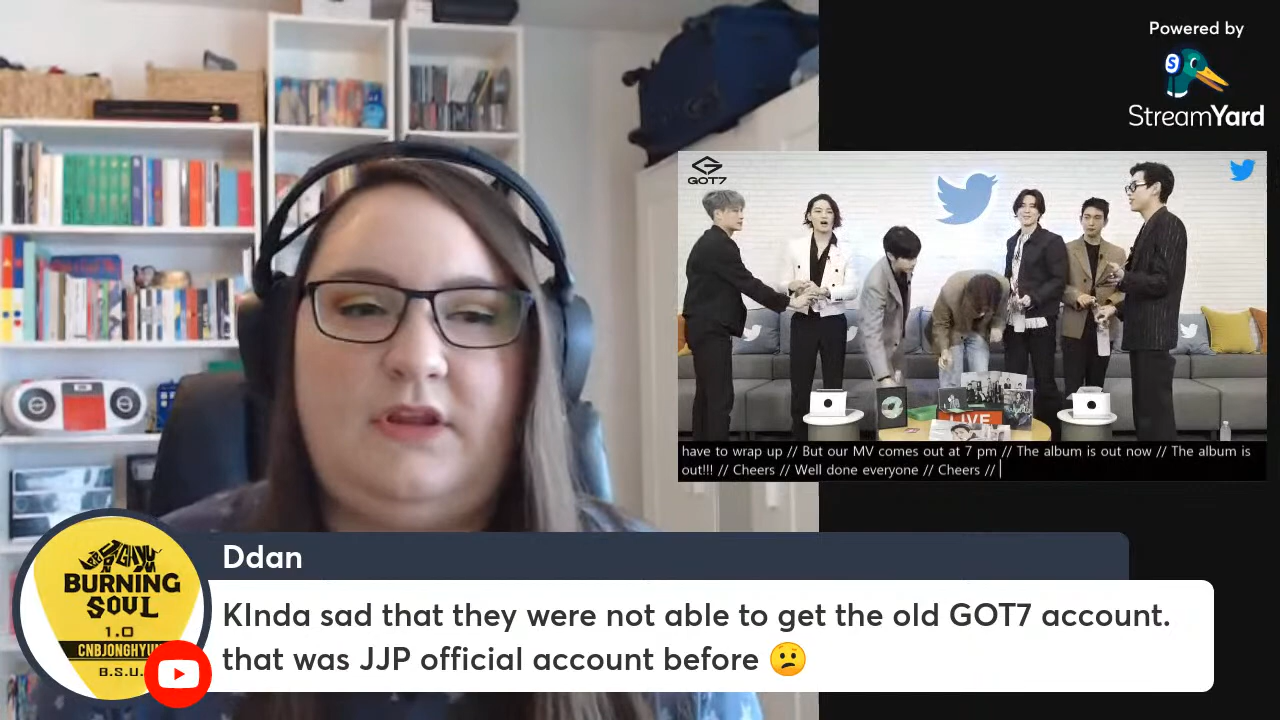 Powered by
S
StreamYard
GOT7
LIVE
have to wrap up // But our MV comes out at 7 pm // The album is out now // The album is
out!!! // Cheers // Well done everyone // Cheers //
Ddan
KInda sad that they were not able to get the old GOT7 account.
that was JJP official account before 😕
BURNING
SOUL
1.0
CNBJONGHYUN
B.S.U.